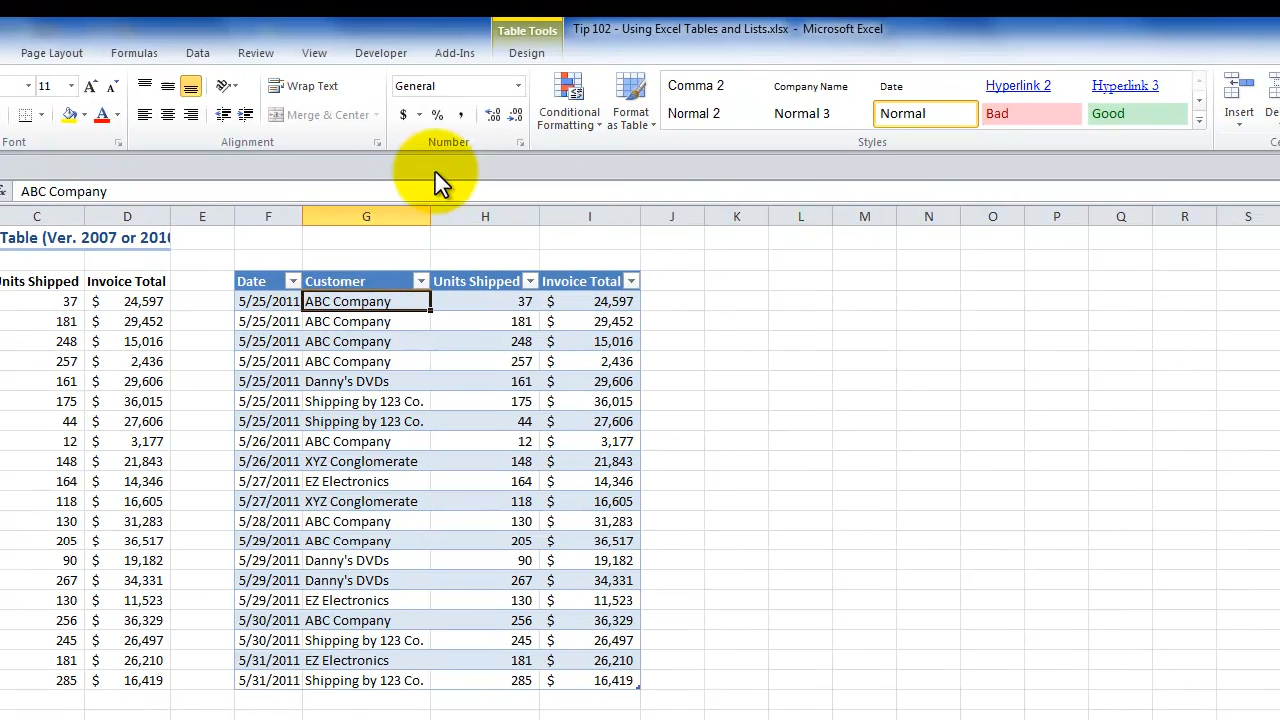 Table Tools
Tip 102 - Using Excel Tables and Lists.xlsx - Microsoft Excel
Page Layout Formulas Data Review View Developer Add-Ins Design
11 A A Wrap Text General Conditional Formatting Format as Table Comma 2 Company Name Date Hyperlink 2 Hyperlink 3
A Merge & Center $ % , .0 .00 .00 .0 Normal 2 Normal 3 Normal Bad Good Insert
Font Alignment Number Styles
ABC Company
C D E F G H I J K L M N O P Q R S
Table (Ver. 2007 or 201
Units Shipped Invoice Total Date Customer Units Shipped Invoice Total
37 $ 24,597 5/25/2011 ABC Company 37 $ 24,597
181 $ 29,452 5/25/2011 ABC Company 181 $ 29,452
248 $ 15,016 5/25/2011 ABC Company 248 $ 15,016
257 $ 2,436 5/25/2011 ABC Company 257 $ 2,436
161 $ 29,606 5/25/2011 Danny's DVDs 161 $ 29,606
175 $ 36,015 5/25/2011 Shipping by 123 Co. 175 $ 36,015
44 $ 27,606 5/25/2011 Shipping by 123 Co. 44 $ 27,606
12 $ 3,177 5/26/2011 ABC Company 12 $ 3,177
148 $ 21,843 5/26/2011 XYZ Conglomerate 148 $ 21,843
164 $ 14,346 5/27/2011 EZ Electronics 164 $ 14,346
118 $ 16,605 5/27/2011 XYZ Conglomerate 118 $ 16,605
130 $ 31,283 5/28/2011 ABC Company 130 $ 31,283
205 $ 36,517 5/29/2011 ABC Company 205 $ 36,517
90 $ 19,182 5/29/2011 Danny's DVDs 90 $ 19,182
267 $ 34,331 5/29/2011 Danny's DVDs 267 $ 34,331
130 $ 11,523 5/29/2011 EZ Electronics 130 $ 11,523
256 $ 36,329 5/30/2011 ABC Company 256 $ 36,329
245 $ 26,497 5/30/2011 Shipping by 123 Co. 245 $ 26,497
181 $ 26,210 5/31/2011 EZ Electronics 181 $ 26,210
285 $ 16,419 5/31/2011 Shipping by 123 Co. 285 $ 16,419